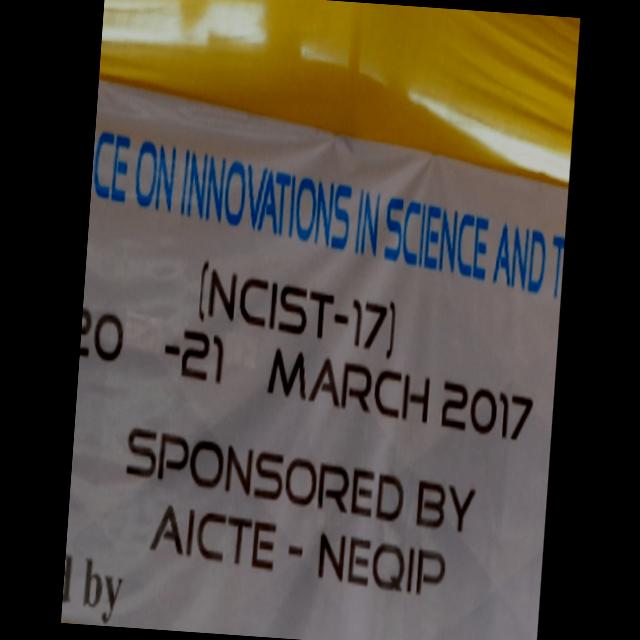 CE ON INNOVATIONS IN SCIENCE AND T
(NCIST-17)
20 -21 MARCH 2017
SPONSORED BY
AICTE - NEQIP
by